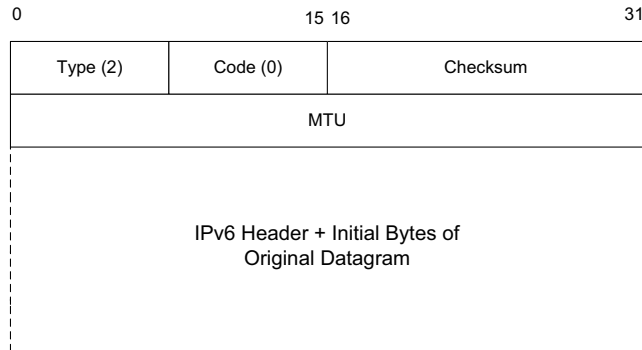 0 15 16 31
Type (2) Code (0) Checksum
MTU
IPv6 Header + Initial Bytes of
Original Datagram